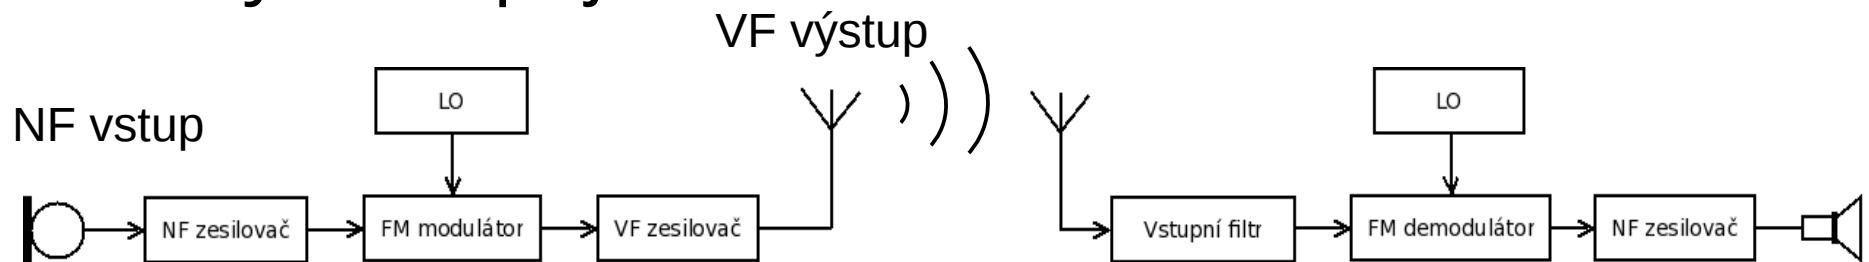 VF výstup
NF vstup
LO
LO
NF zesilovač
FM modulátor
VF zesilovač
Vstupní filtr
FM demodulátor
NF zesilovač